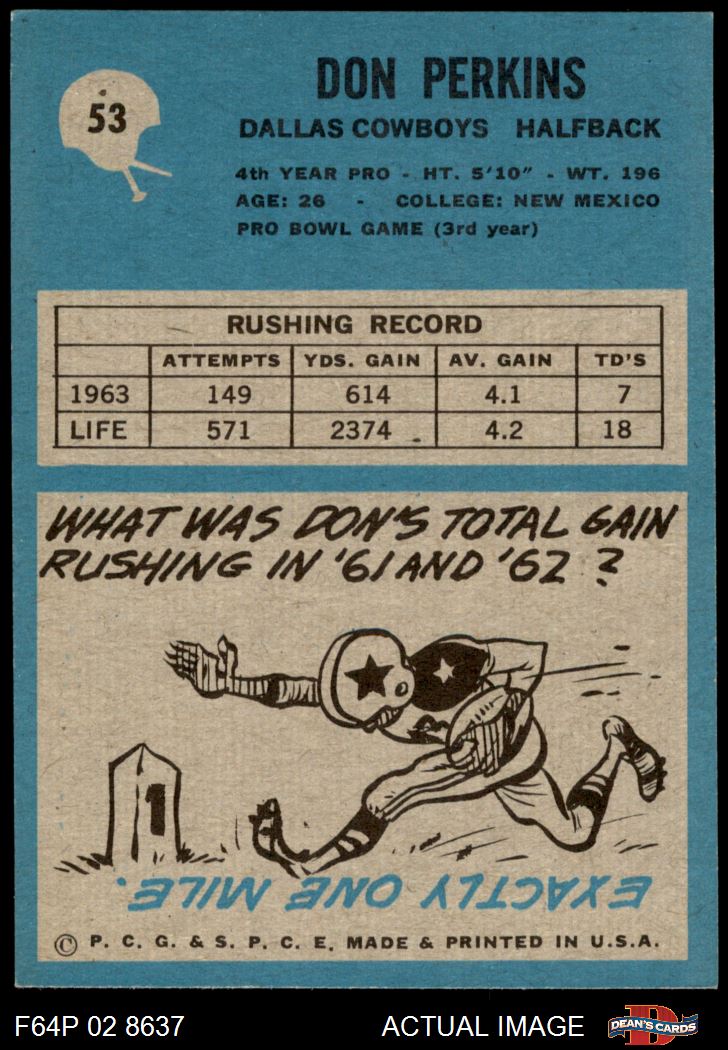 53
DON PERKINS
DALLAS COWBOYS HALFBACK
4th YEAR PRO - HT. 5'10" - WT. 196
AGE: 26 - COLLEGE: NEW MEXICO
PRO BOWL GAME (3rd year)
RUSHING RECORD
ATTEMPTS YDS. GAIN AV. GAIN TD'S
1963 149 614 4.1 7
LIFE 571 2374 4.2 18
WHAT WAS DON'S TOTAL GAIN
RUSHING IN '61 AND '62 ?
1
EXACTLY ONE MILE.
© P. C. G. & S. P. C. E. MADE & PRINTED IN U.S.A.
F64P 02 8637 ACTUAL IMAGE DEAN'S CARDS